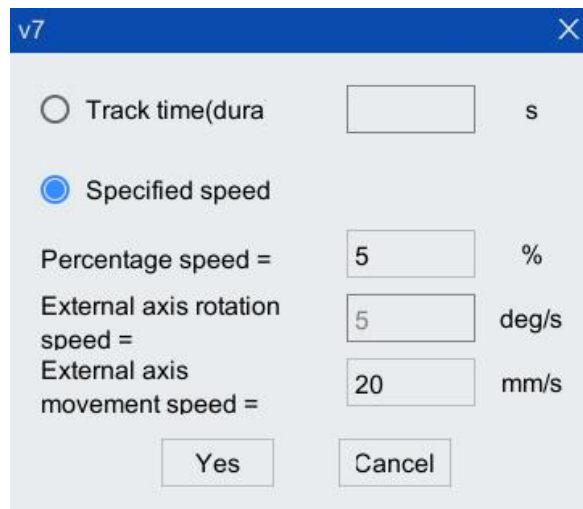 v7
Track time(dura s
Specified speed
Percentage speed = 5 %
External axis rotation
speed = 5 deg/s
External axis
movement speed = 20 mm/s
Yes Cancel